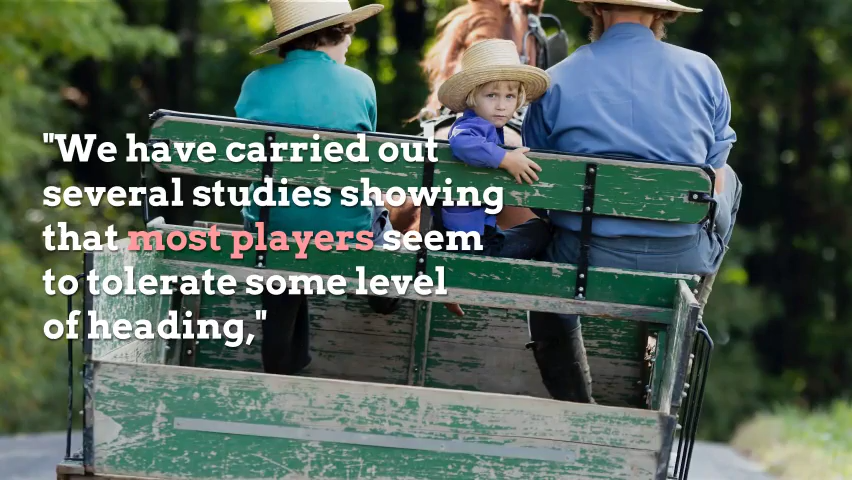 "We have carried out
several studies showing
that most players seem
to tolerate some level
of heading,"